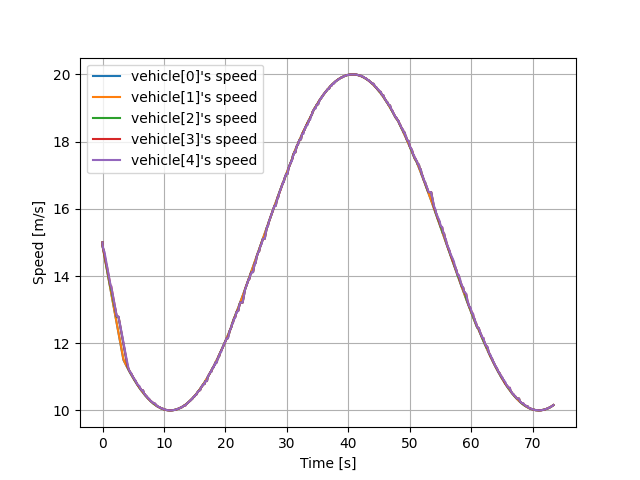 20
18
16
14
12
10
Speed [m/s]
vehicle[0]'s speed
vehicle[1]'s speed
vehicle[2]'s speed
vehicle[3]'s speed
vehicle[4]'s speed
0 10 20 30 40 50 60 70
Time [s]